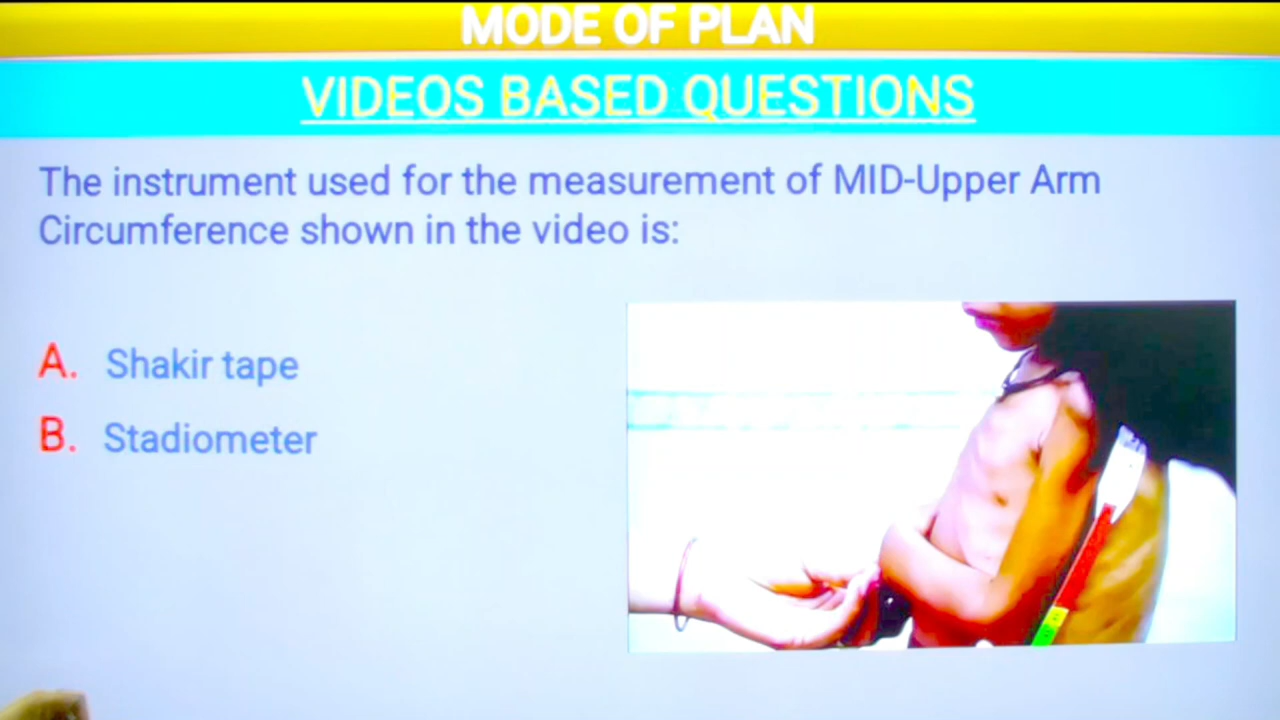 MODE OF PLAN
VIDEOS BASED QUESTIONS
The instrument used for the measurement of MID-Upper Arm
Circumference shown in the video is:
A. Shakir tape
B. Stadiometer